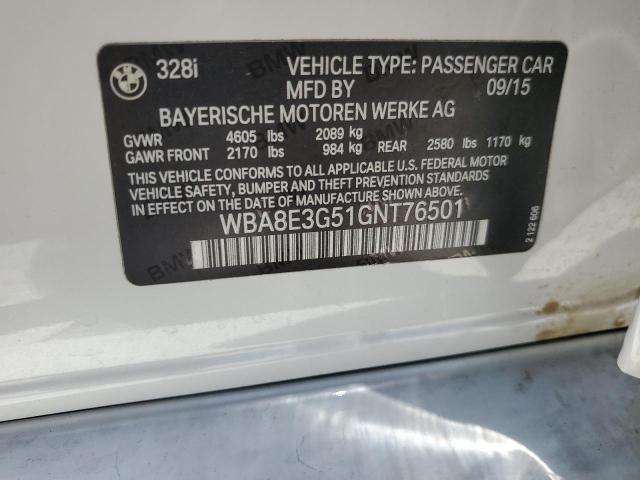 BMW 328i VEHICLE TYPE: PASSENGER CAR
MFD BY 09/15
BAYERISCHE MOTOREN WERKE AG
GVWR 4605 lbs 2089 kg
GAWR FRONT 2170 lbs 984 kg REAR 2580 lbs 1170 kg
THIS VEHICLE CONFORMS TO ALL APPLICABLE U.S. FEDERAL MOTOR
VEHICLE SAFETY, BUMPER AND THEFT PREVENTION STANDARDS
IN EFFECT ON THE DATE OF MANUFACTURE SHOWN ABOVE.
WBA8E3G51GNT76501
2 122 606